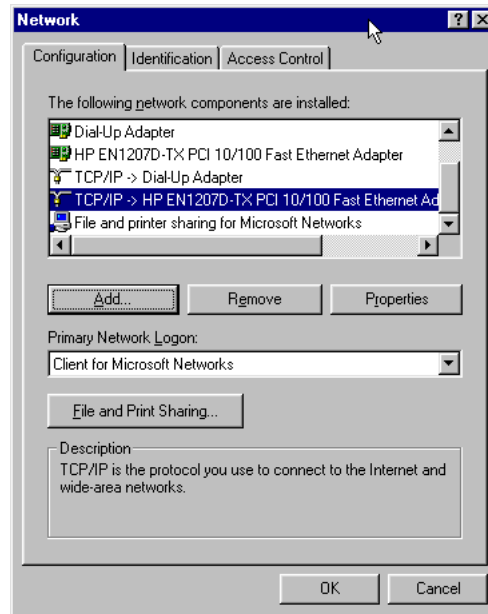 Network
Configuration Identification Access Control
The following network components are installed:
Dial-Up Adapter
HP EN1207D-TX PCI 10/100 Fast Ethernet Adapter
TCP/IP -> Dial-Up Adapter
TCP/IP -> HP EN1207D-TX PCI 10/100 Fast Ethernet Ad
File and printer sharing for Microsoft Networks
Add... Remove Properties
Primary Network Logon:
Client for Microsoft Networks
File and Print Sharing...
Description
TCP/IP is the protocol you use to connect to the Internet and
wide-area networks.
OK Cancel